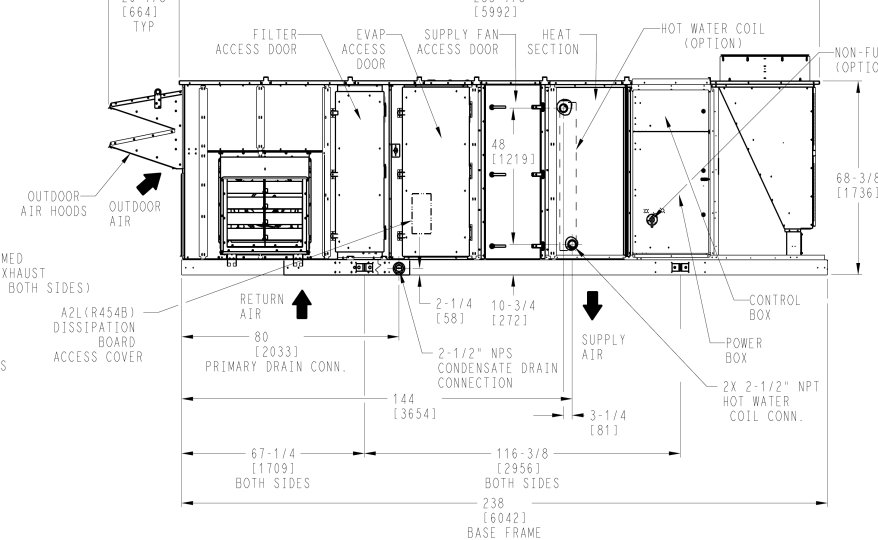 [664]
TYP
[5992]
FILTER
ACCESS DOOR
EVAP
ACCESS
DOOR
SUPPLY FAN
ACCESS DOOR
HEAT
SECTION
HOT WATER COIL
(OPTION)
48
[1219]
68-3/8
[1736]
OUTDOOR
AIR HOODS
OUTDOOR
AIR
BOTH SIDES)
A2L(R454B)
DISSIPATION
BOARD
ACCESS COVER
RETURN
AIR
2-1/4
[58]
10-3/4
[272]
SUPPLY
AIR
CONTROL
BOX
POWER
BOX
80
[2033]
PRIMARY DRAIN CONN.
2-1/2" NPS
CONDENSATE DRAIN
CONNECTION
2X 2-1/2" NPT
HOT WATER
COIL CONN.
144
[3654]
3-1/4
[81]
67-1/4
[1709]
BOTH SIDES
116-3/8
[2956]
BOTH SIDES
238
[6042]
BASE FRAME